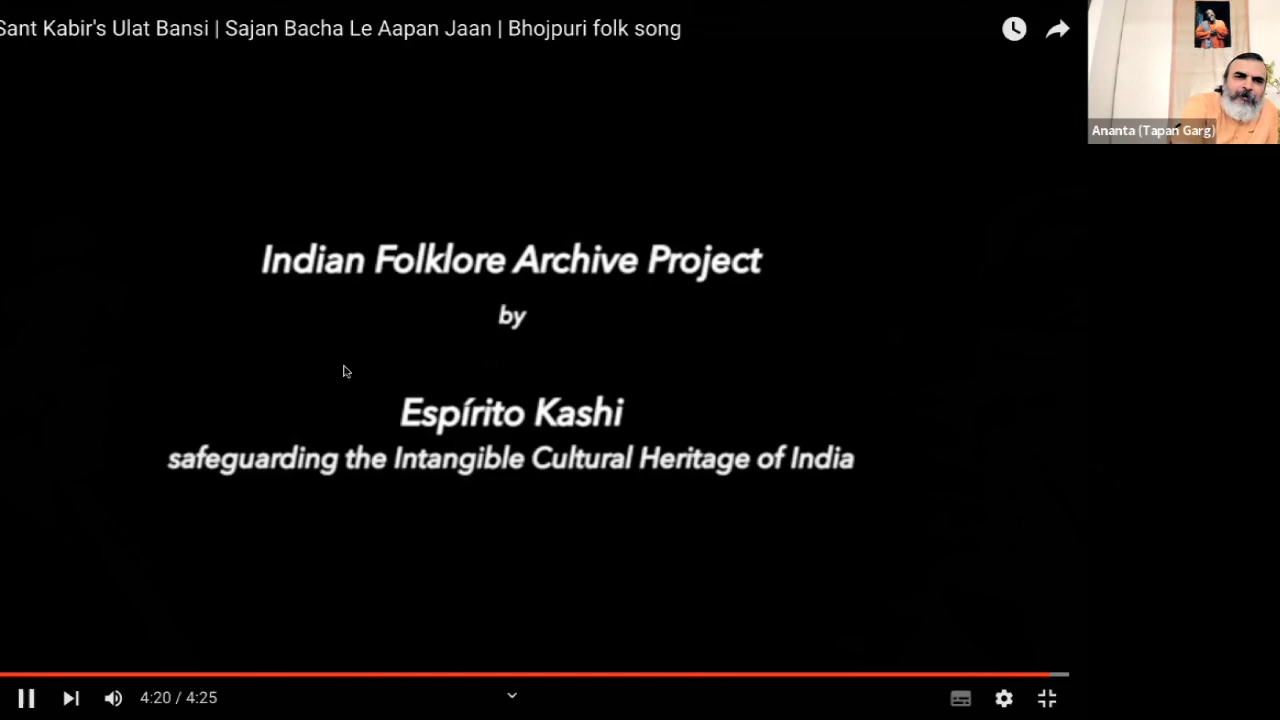 Sant Kabir's Ulat Bansi | Sajan Bacha Le Aapan Jaan | Bhojpuri folk song
Ananta (Tapan Garg)
Indian Folklore Archive Project
by
Espírito Kashi
safeguarding the Intangible Cultural Heritage of India
4:20 / 4:25